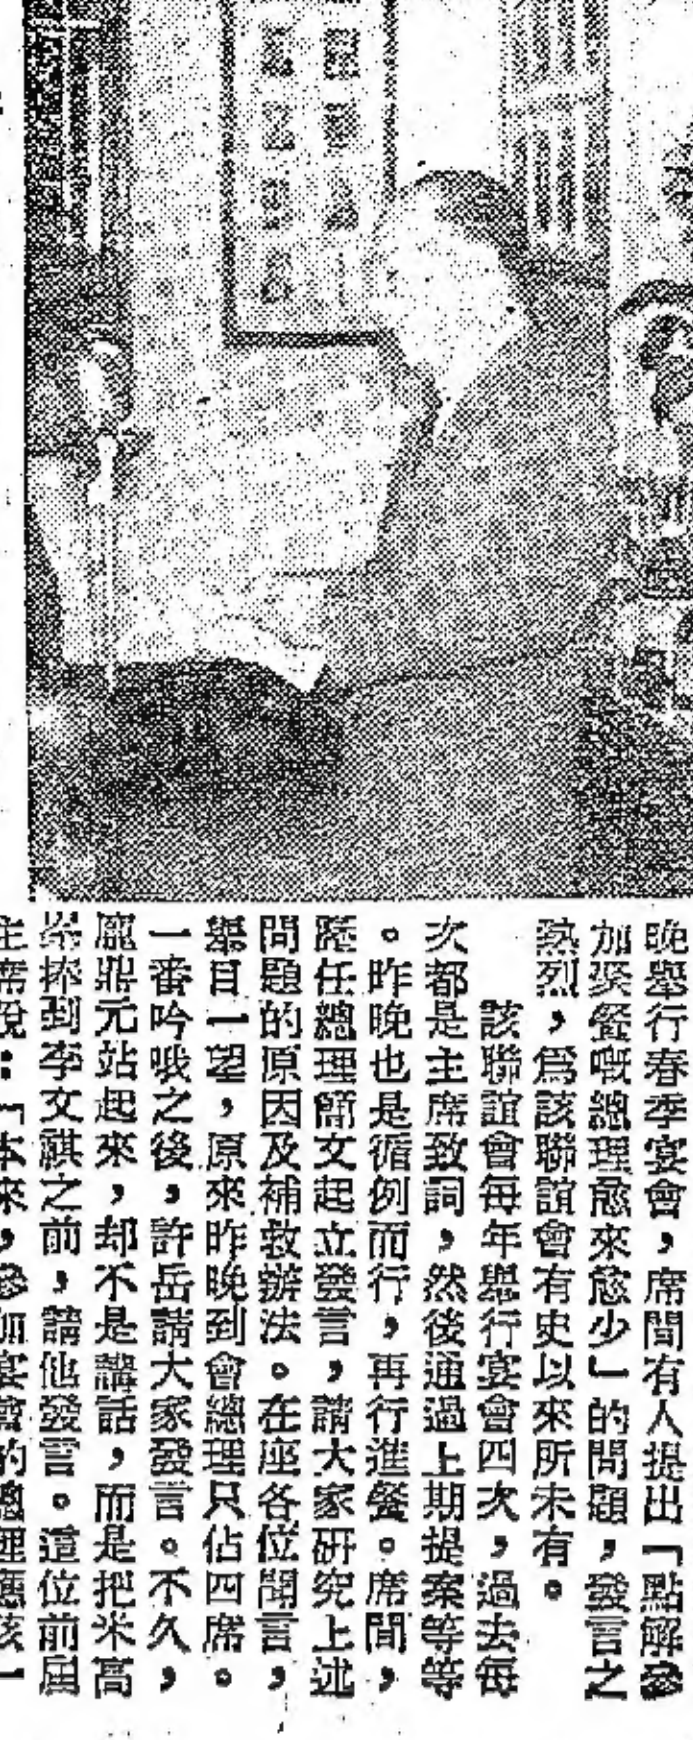 晚舉行春季宴會，席間有人提出「點解參
加聚餐嘅總理愈來愈少」的問題，發言之
熱烈，爲該聯誼會有史以來所未有。
該聯誼會每年舉行宴會四次，過去每
次都是主席致詞，然後通過上期提案等等
。昨晚也是循例而行，再行進餐。席間，
歷任總理簡文起立發言，請大家研究上述
問題的原因及補救辦法。在座各位聞言，
舉目一望，原來昨晚到會總理只佔四席。
一番吟哦之後，許岳請大家發言。不久，
龐鼎元站起來，却不是講話，而是把米高
峯捧到李文祺之前，請他發言。這位前屆
主席說：「本來，參加宴會的總理應該一